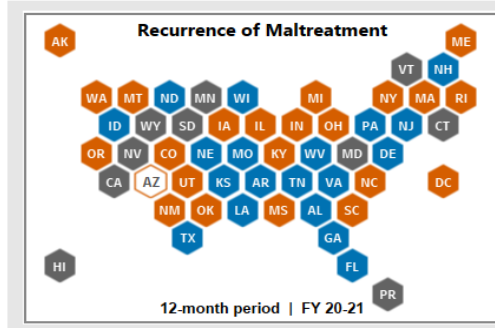 Recurrence of Maltreatment
AK ME
VT NH
WA MT ND MN WI MI NY MA RI
ID WY SD IA IL IN OH PA NJ CT
OR NV CO NE MO KY WV MD DE
CA AZ UT KS AR TN VA NC DC
NM OK LA MS AL SC
TX GA
HI FL
PR
12-month period | FY 20-21